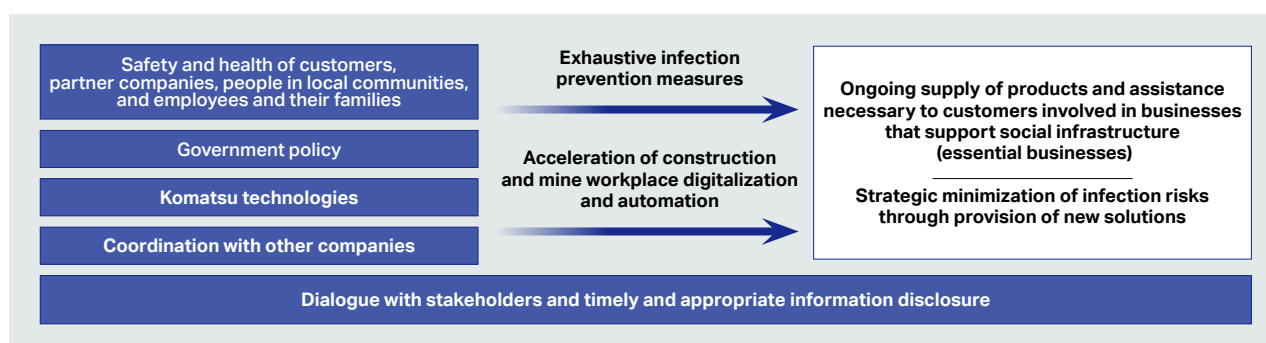 Safety and health of customers,
partner companies, people in local communities,
and employees and their families
Government policy
Komatsu technologies
Coordination with other companies
Exhaustive infection
prevention measures
Acceleration of construction
and mine workplace digitalization
and automation
Ongoing supply of products and assistance
necessary to customers involved in businesses
that support social infrastructure
(essential businesses)
Strategic minimization of infection risks
through provision of new solutions
Dialogue with stakeholders and timely and appropriate information disclosure